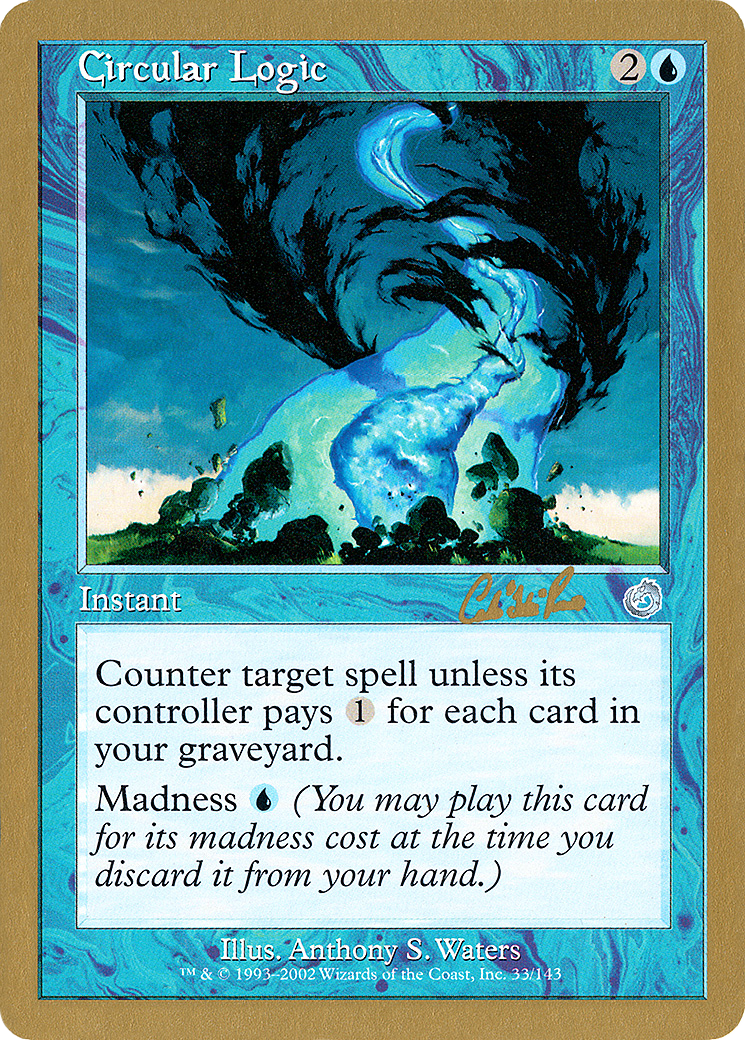 Circular Logic 2
Instant
Counter target spell unless its
controller pays 1 for each card in
your graveyard.
Madness (You may play this card
for its madness cost at the time you
discard it from your hand.)
Illus. Anthony S. Waters
™ & © 1993–2002 Wizards of the Coast, Inc. 33/143